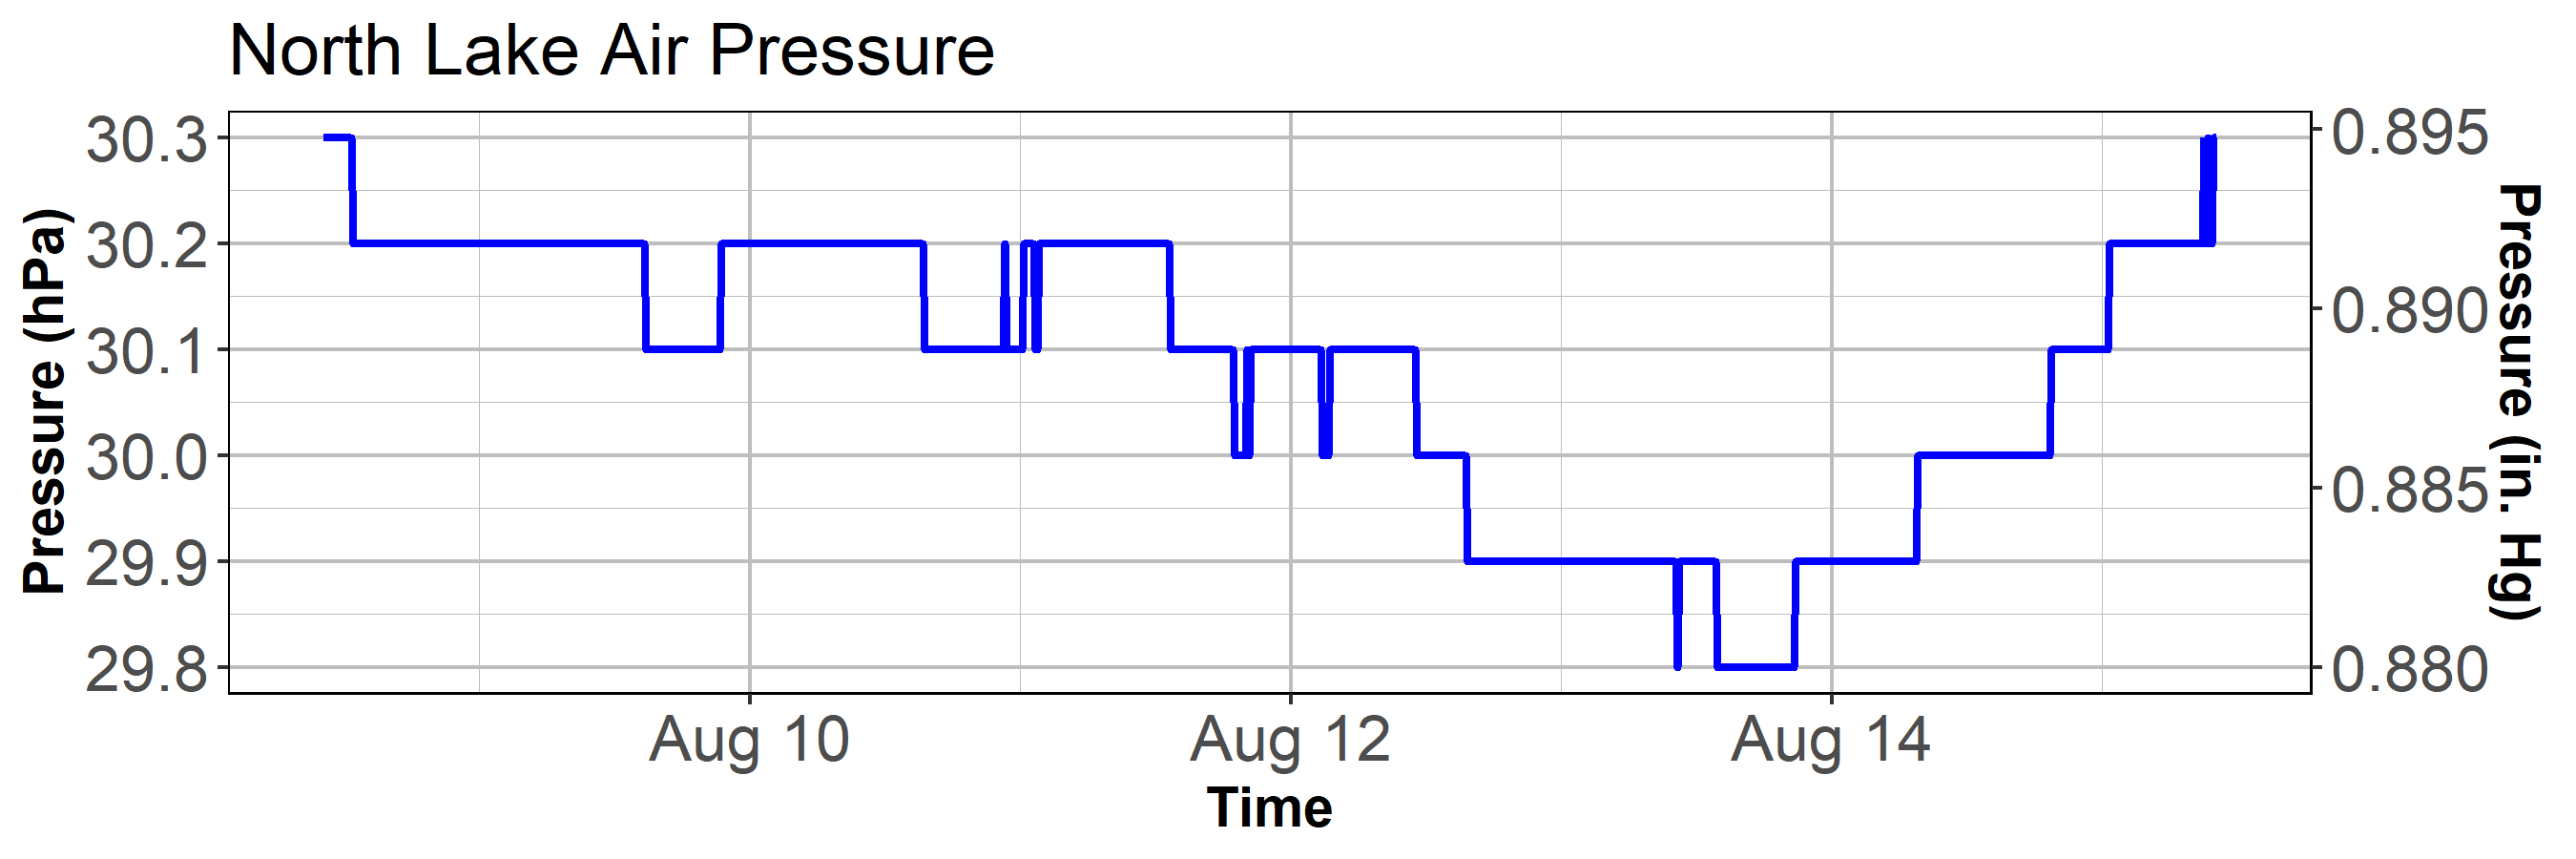 North Lake Air Pressure
Pressure (hPa)
30.3
30.2
30.1
30.0
29.9
29.8
0.895
0.890
0.885
0.880
Pressure (in. Hg)
Aug 10
Aug 12
Aug 14
Time